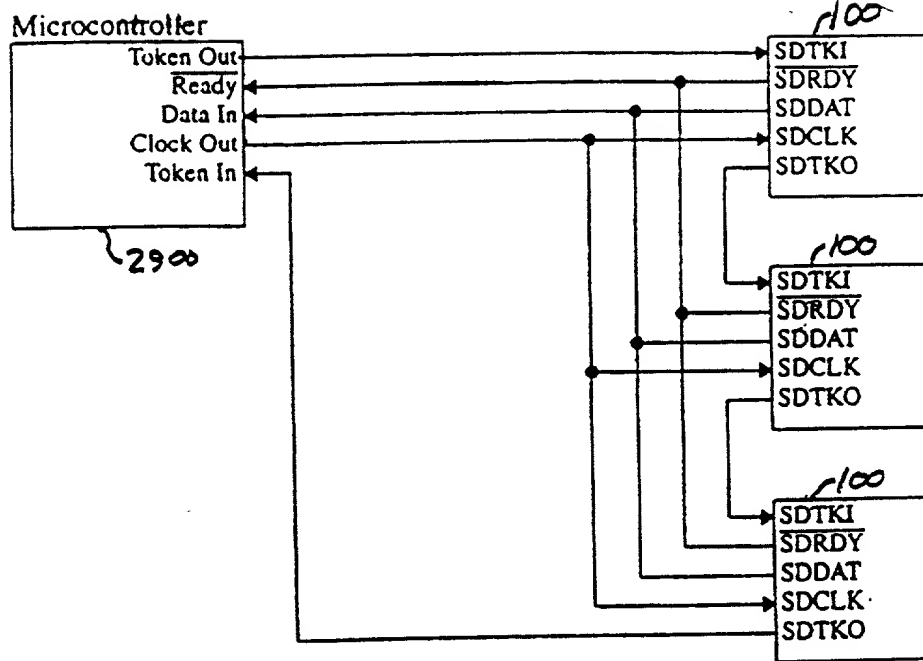 Microcontroller
Token Out
Ready
Data In
Clock Out
Token In
2900
100
SDTKI
SDRDY
SDDAT
SDCLK
SDTKO
100
SDTKI
SDRDY
SDDAT
SDCLK
SDTKO
100
SDTKI
SDRDY
SDDAT
SDCLK
SDTKO